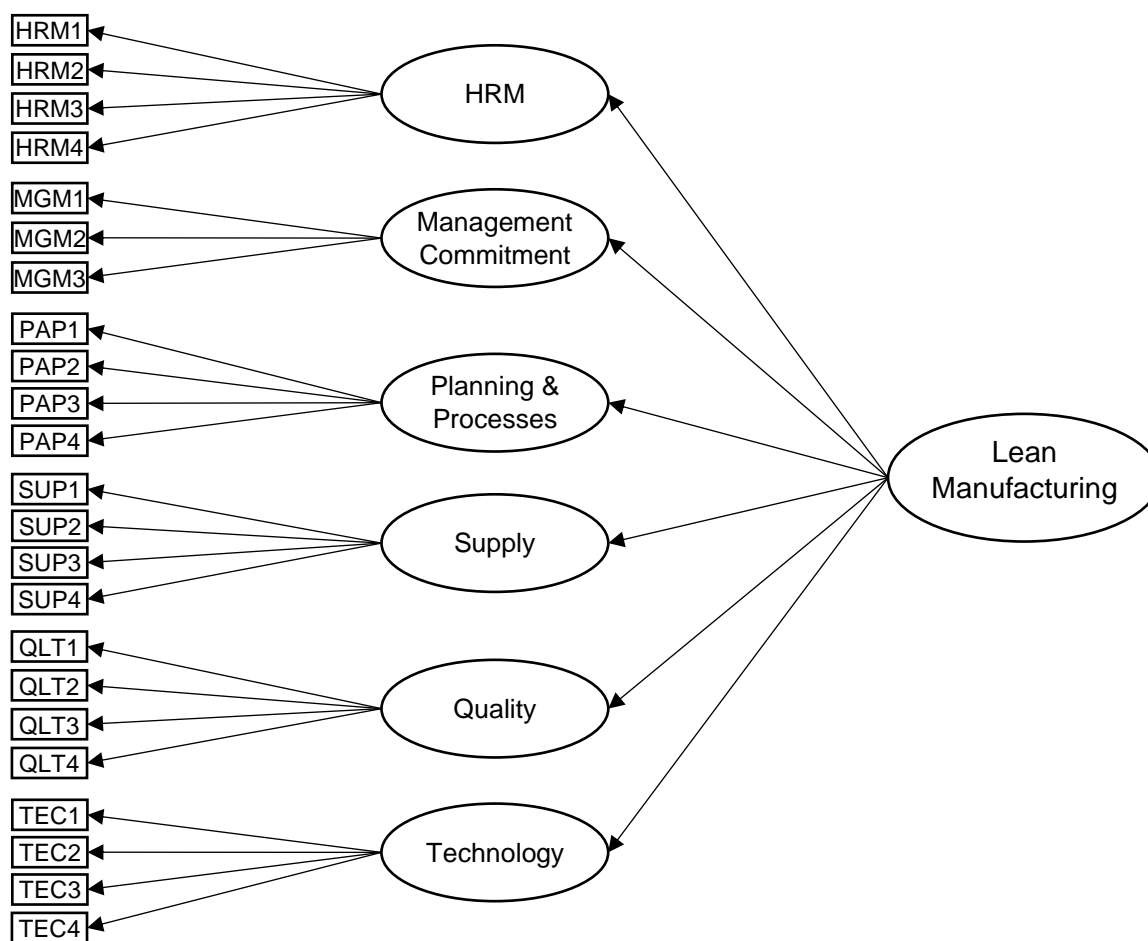 HRM1
HRM2
HRM3
HRM4
HRM
MGM1
MGM2
MGM3
Management
Commitment
PAP1
PAP2
PAP3
PAP4
Planning &
Processes
SUP1
SUP2
SUP3
SUP4
Supply
QLT1
QLT2
QLT3
QLT4
Quality
TEC1
TEC2
TEC3
TEC4
Technology
Lean
Manufacturing